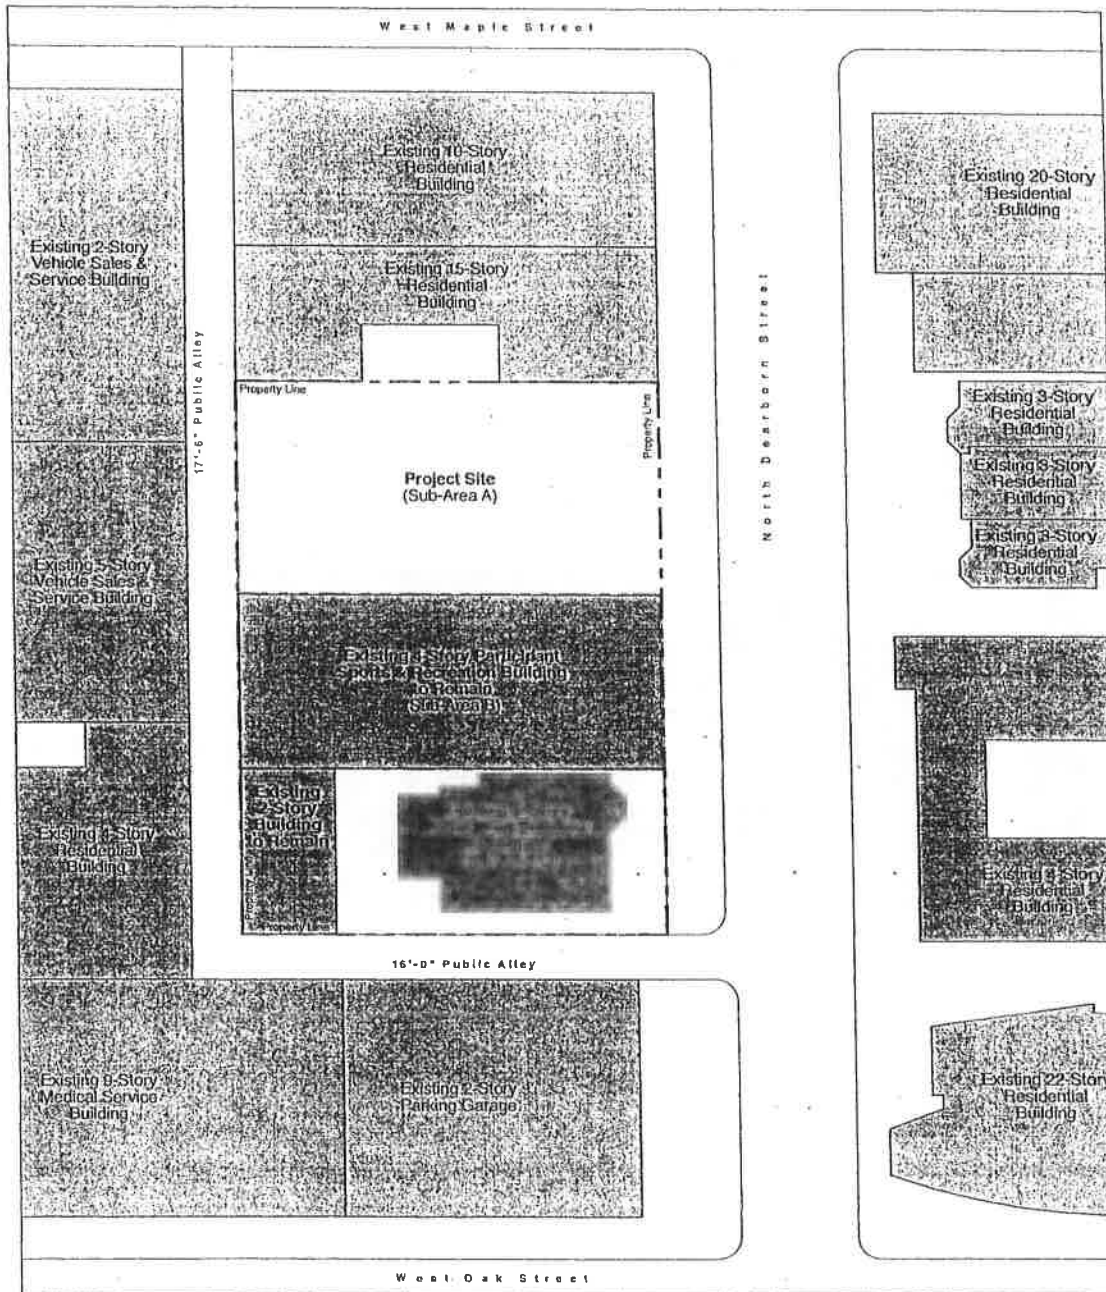 West Maple Street
Existing 10-Story
Residential
Building
Existing 20-Story
Residential
Building
Existing 2-Story
Vehicle Sales &
Service Building
Existing 15-Story
Residential
Building
17'-6" Public Alley
North Dearborn Street
Property Line
Property Line
Project Site
(Sub-Area A)
Existing 3-Story
Residential
Building
Existing 3-Story
Residential
Building
Existing 3-Story
Residential
Building
Existing 5-Story
Vehicle Sales &
Service Building
Existing Participant
Sports & Recreation Building
to Remain
(Sub-Area B)
Existing
2-Story
Building
to Remain
Existing 4-Story
Residential
Building
Existing 4-Story
Residential
Building
Property
Property Line
16'-0" Public Alley
Existing 9-Story
Medical Service
Building
Existing 2-Story
Parking Garage
Existing 22-Story
Residential
Building
West Oak Street